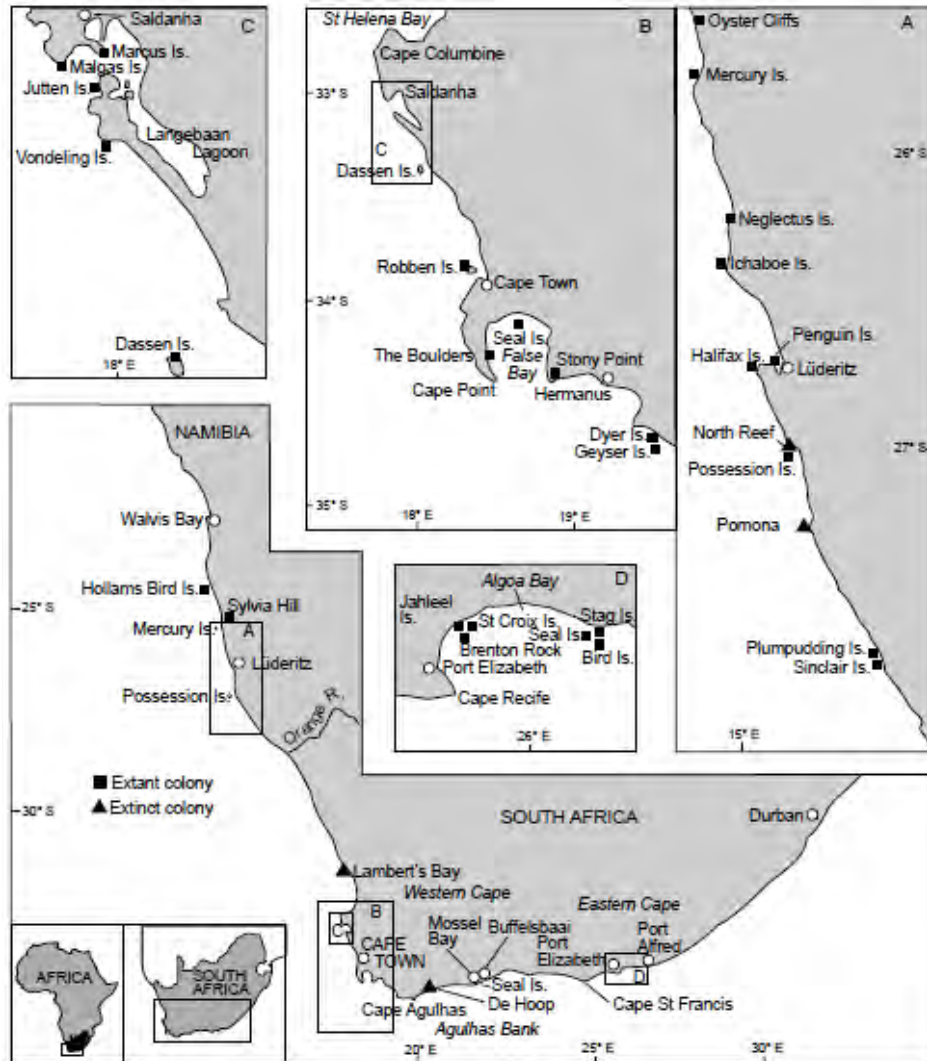 C
Saldanha
Marcus Is.
Malgas Is.
Jutten Is.
Langebaan
Lagoon
Vondeling Is.
Dassen Is.
18° E
B
St Helena Bay
Cape Columbine
33° S
Saldanha
C
Dassen Is.
Robben Is.
Cape Town
34° S
Seal Is.
The Boulders
False
Bay
Stony Point
Cape Point
Hermanus
Dyer Is.
Geyser Is.
35° S
18° E
19° E
A
Oyster Cliffs
Mercury Is.
26° S
Neglectus Is.
Ichaboe Is.
Penguin Is.
Halifax Is.
Lüderitz
North Reef
27° S
Possession Is.
Pomona
Plumpudding Is.
Sinclair Is.
15° E
D
Algoa Bay
Jahleel
Is.
Stag Is.
St Croix Is.
Seal Is.
Brenton Rock
Bird Is.
Port Elizabeth
Cape Recife
26° E
NAMIBIA
Walvis Bay
Hollams Bird Is.
25° S
Sylvia Hill
Mercury Is.
A
Lüderitz
Possession Is.
Orange R.
Extant colony
Extinct colony
30° S
SOUTH AFRICA
Durban
Lambert's Bay
Western Cape
Eastern Cape
B
C
Mossel
Bay
Buffelsbaai
Port
Elizabeth
Port
Alfred
CAPE
TOWN
D
Seal Is.
De Hoop
Cape St Francis
Cape Agulhas
Agulhas Bank
20° E
25° E
30° E
AFRICA
SOUTH
AFRICA